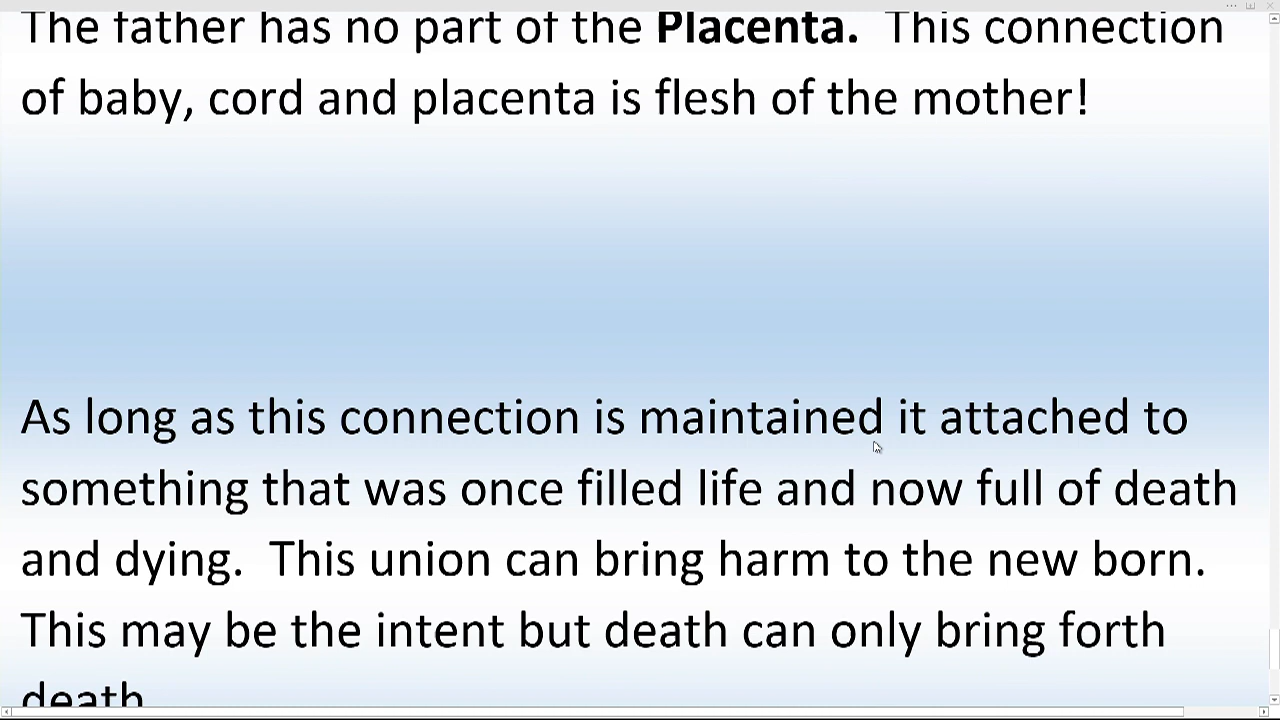 The father has no part of the Placenta. This connection
of baby, cord and placenta is flesh of the mother!
As long as this connection is maintained it attached to
something that was once filled life and now full of death
and dying. This union can bring harm to the new born.
This may be the intent but death can only bring forth
death